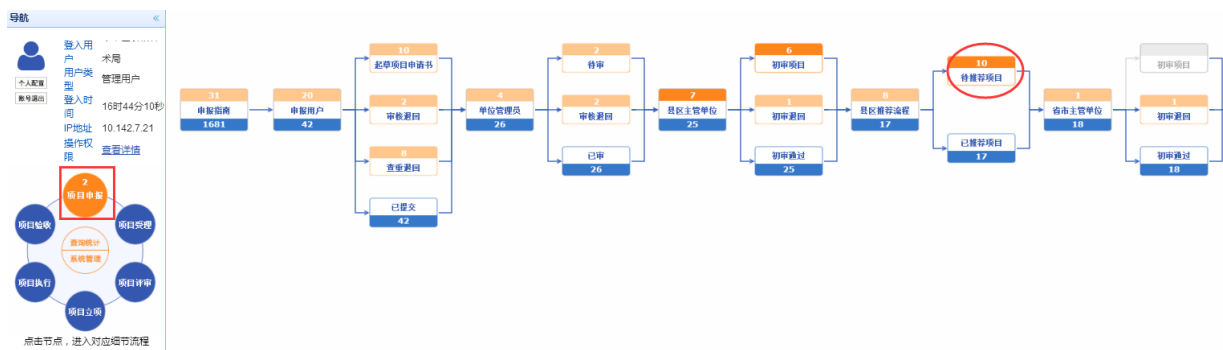 导航
«
登入用户
术局
用户类型
管理用户
登入时间
16时44分10秒
IP地址
10.142.7.21
操作权限
查看详情
个人配置
账号退出
2
项目申报
项目验收
项目受理
查询统计
系统管理
项目执行
项目评审
项目立项
点击节点，进入对应细节流程
31
申报指南
1681
20
申报用户
42
10
起草项目申请书
2
审核退回
8
查重退回
已提交
42
4
单位管理员
26
2
待审
2
审核退回
已审
26
7
县区主管单位
25
6
初审项目
1
初审退回
初审通过
25
8
县区推荐流程
17
10
待推荐项目
已推荐项目
17
1
省市主管单位
18
初审项目
1
初审退回
初审通过
18